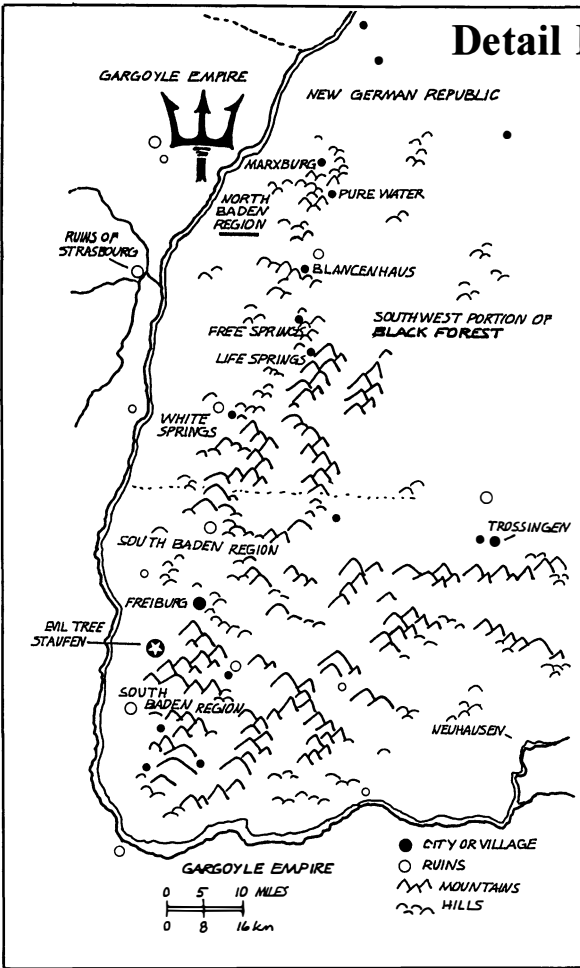 Detail
GARGOYLE EMPIRE
NEW GERMAN REPUBLIC
MARXBURG
PURE WATER
NORTH
BADEN
REGION
RUINS OF
STRASBOURG
BLANCENHAUS
SOUTHWEST PORTION OF
BLACK FOREST
FREE SPRINGS
LIFE SPRINGS
WHITE
SPRINGS
TROSSINGEN
SOUTH BADEN REGION
FREIBURG
EVIL TREE
STAUFEN
SOUTH
BADEN REGION
NEUHAUSEN
CITY OR VILLAGE
RUINS
MOUNTAINS
HILLS
GARGOYLE EMPIRE
0 5 10 MILES
0 8 16 km